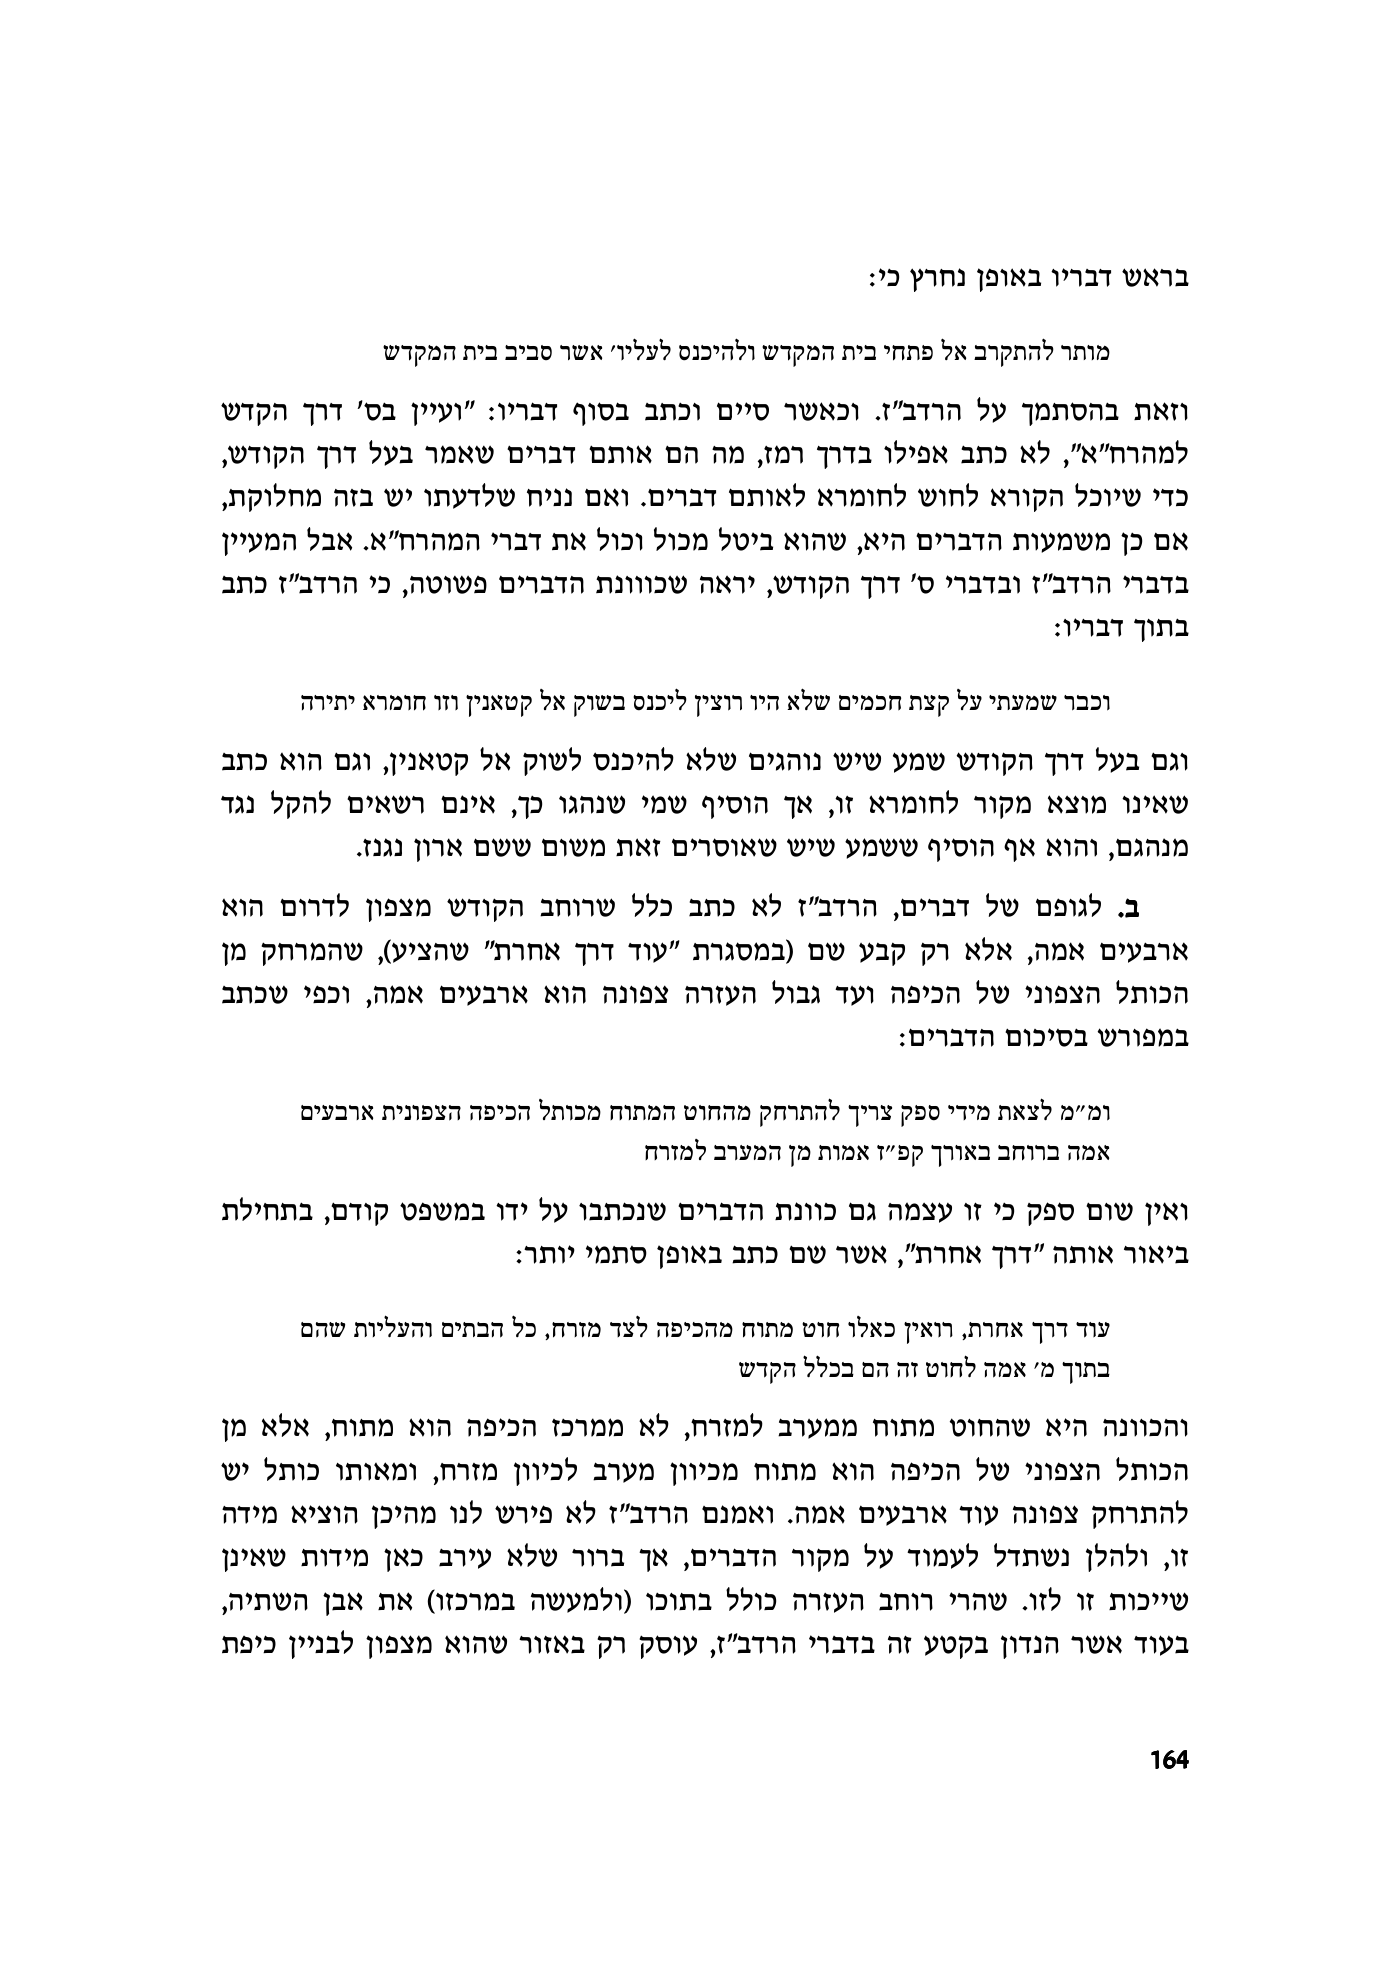 בראש דבריו באופן נחרץ כי:
מותר להתקרב אל פתחי בית המקדש ולהיכנס לעליו׳ אשר סביב בית המקדש
וזאת בהסתמך על הרדב״ז. וכאשר סיים וכתב בסוף דבריו: ״ועיין בס׳ דרך הקדש
למהרח״א״, לא כתב אפילו בדרך רמז, מה הם אותם דברים שאמר בעל דרך הקודש,
כדי שיוכל הקורא לחוש לחומרא לאותם דברים. ואם נניח שלדעתו יש בזה מחלוקת,
אם כן משמעות הדברים היא, שהוא ביטל מכול וכול את דברי המהרח״א. אבל המעיין
בדברי הרדב״ז ובדברי ס׳ דרך הקודש, יראה שכוונת הדברים פשוטה, כי הרדב״ז כתב
בתוך דבריו:
וכבר שמעתי על קצת חכמים שלא היו רוצין ליכנס בשוק אל קטאנין וזו חומרא יתירה
וגם בעל דרך הקודש שמע שיש נוהגים שלא להיכנס לשוק אל קטאנין, וגם הוא כתב
שאינו מוצא מקור לחומרא זו, אך הוסיף שמי שנהגו כך, אינם רשאים להקל נגד
מנהגם, והוא אף הוסיף ששמע שיש שאוסרים זאת משום ששם ארון נגנז.
ב. לגופם של דברים, הרדב״ז לא כתב כלל שרוחב הקודש מצפון לדרום הוא
ארבעים אמה, אלא רק קבע שם (במסגרת ״עוד דרך אחרת״ שהציע), שהמרחק מן
הכותל הצפוני של הכיפה ועד גבול העזרה צפונה הוא ארבעים אמה, וכפי שכתב
במפורש בסיכום הדברים:
ומ״מ לצאת מידי ספק צריך להתרחק מהחוט המתוח מכותל הכיפה הצפונית ארבעים
אמה ברוחב באורך קפ״ז אמות מן המערב למזרח
ואין שום ספק כי זו עצמה גם כוונת הדברים שנכתבו על ידו במשפט קודם, בתחילת
ביאור אותה ״דרך אחרת״, אשר שם כתב באופן סתמי יותר:
עוד דרך אחרת, רואין כאלו חוט מתוח מהכיפה לצד מזרח, כל הבתים והעליות שהם
בתוך מ׳ אמה לחוט זה הם בכלל הקדש
והכוונה היא שהחוט מתוח ממערב למזרח, לא ממרכז הכיפה הוא מתוח, אלא מן
הכותל הצפוני של הכיפה הוא מתוח מכיוון מערב לכיוון מזרח, ומאותו כותל יש
להתרחק צפונה עוד ארבעים אמה. ואמנם הרדב״ז לא פירש לנו מהיכן הוציא מידה
זו, ולהלן נשתדל לעמוד על מקור הדברים, אך ברור שלא עירב כאן מידות שאינן
שייכות זו לזו. שהרי רוחב העזרה כולל בתוכו (ולמעשה במרכזו) את אבן השתיה,
בעוד אשר הנדון בקטע זה בדברי הרדב״ז, עוסק רק באזור שהוא מצפון לבניין כיפת
164